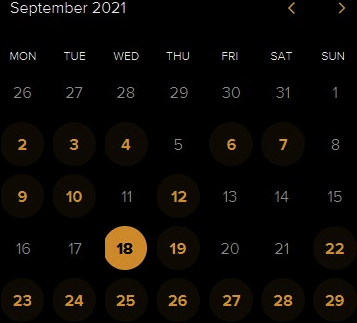 September 2021
MON TUE WED THU FRI SAT SUN
26 27 28 29 30 31 1
2 3 4 5 6 7 8
9 10 11 12 13 14 15
16 17 18 19 20 21 22
23 24 25 26 27 28 29